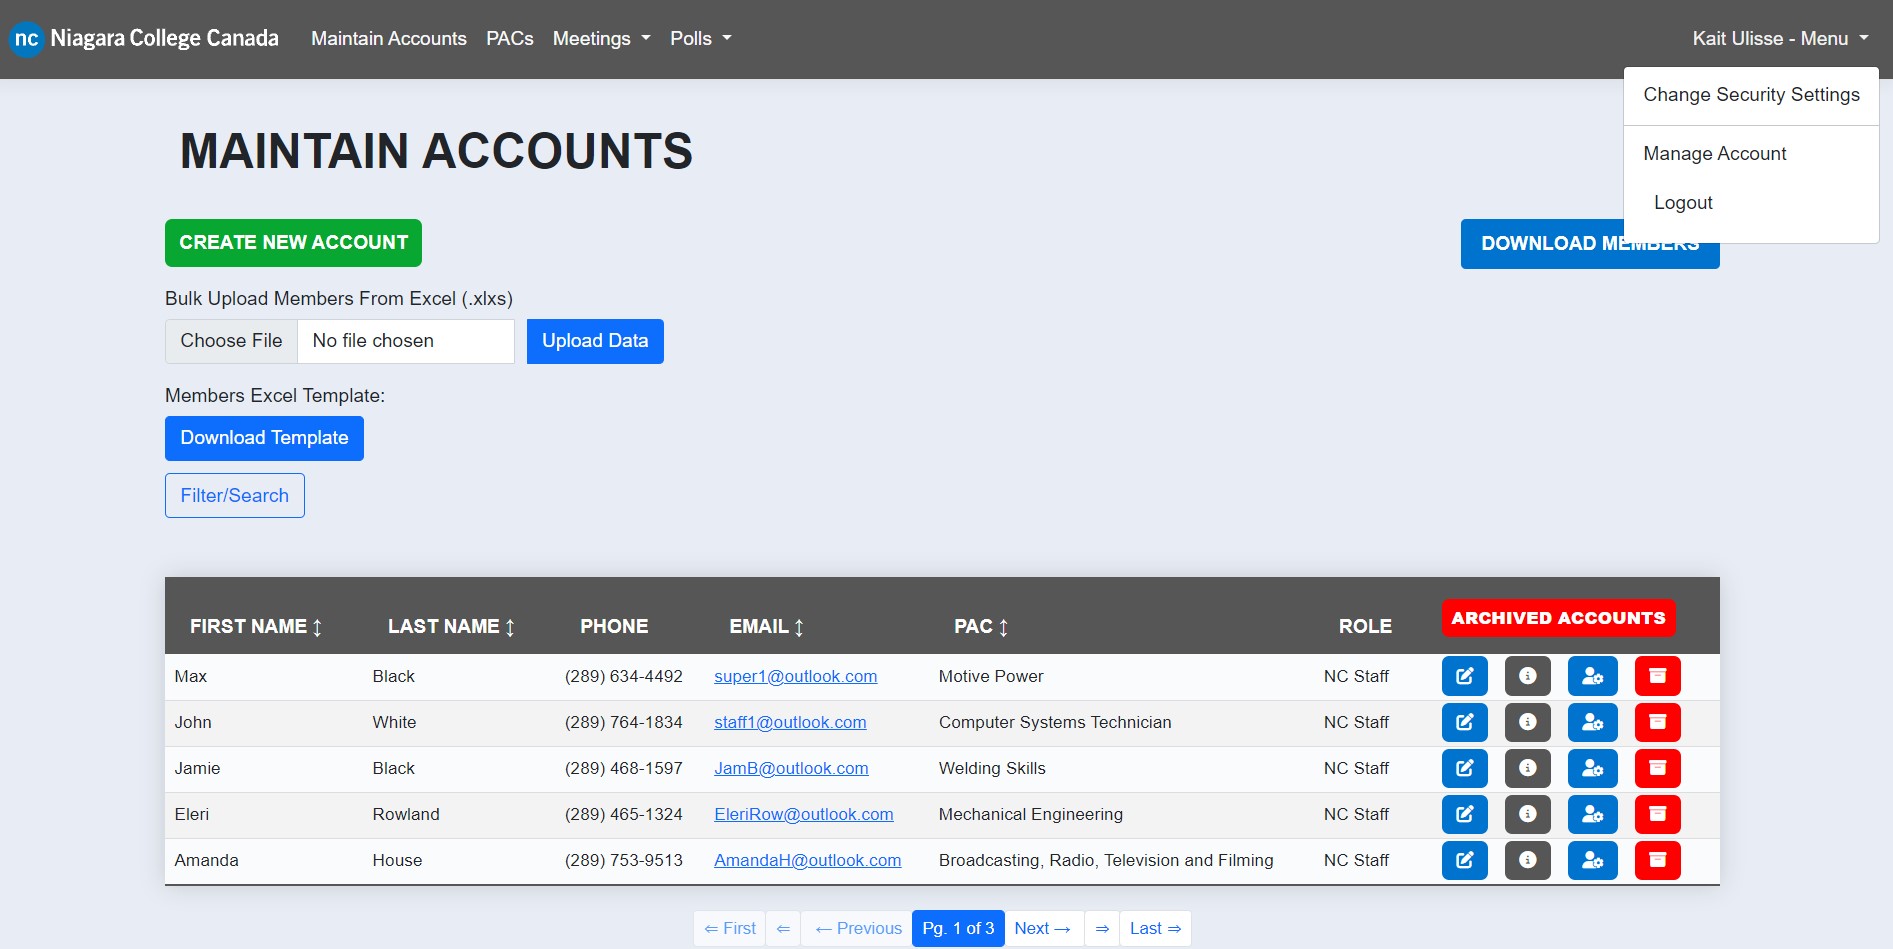 nc Niagara College Canada Maintain Accounts PACs Meetings Polls Kait Ulisse - Menu
Change Security Settings
Manage Account
Logout
MAINTAIN ACCOUNTS
CREATE NEW ACCOUNT DOWNLOAD MEMBERS
Bulk Upload Members From Excel (.xlxs)
Choose File No file chosen Upload Data
Members Excel Template:
Download Template
Filter/Search
FIRST NAME ↕ LAST NAME ↕ PHONE EMAIL ↕ PAC ↕ ROLE ARCHIVED ACCOUNTS
Max Black (289) 634-4492 super1@outlook.com Motive Power NC Staff
John White (289) 764-1834 staff1@outlook.com Computer Systems Technician NC Staff
Jamie Black (289) 468-1597 JamB@outlook.com Welding Skills NC Staff
Eleri Rowland (289) 465-1324 EleriRow@outlook.com Mechanical Engineering NC Staff
Amanda House (289) 753-9513 AmandaH@outlook.com Broadcasting, Radio, Television and Filming NC Staff
⇐ First ⇐ ← Previous Pg. 1 of 3 Next → ⇒ Last ⇒